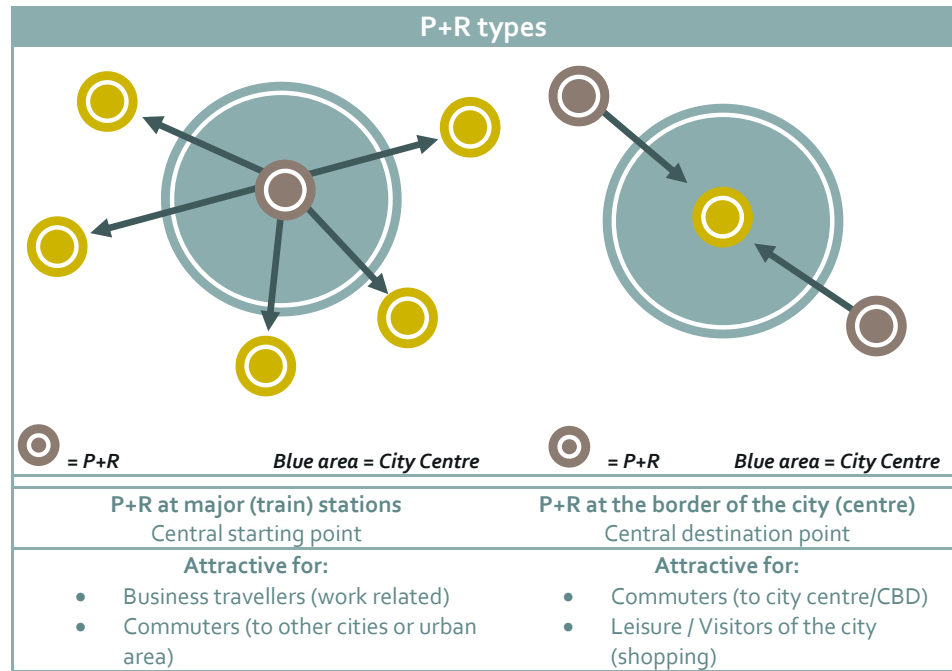 P+R types
= P+R
Blue area = City Centre
= P+R
Blue area = City Centre
P+R at major (train) stations
Central starting point
P+R at the border of the city (centre)
Central destination point
Attractive for:
• Business travellers (work related)
• Commuters (to other cities or urban
area)
Attractive for:
• Commuters (to city centre/CBD)
• Leisure / Visitors of the city
(shopping)